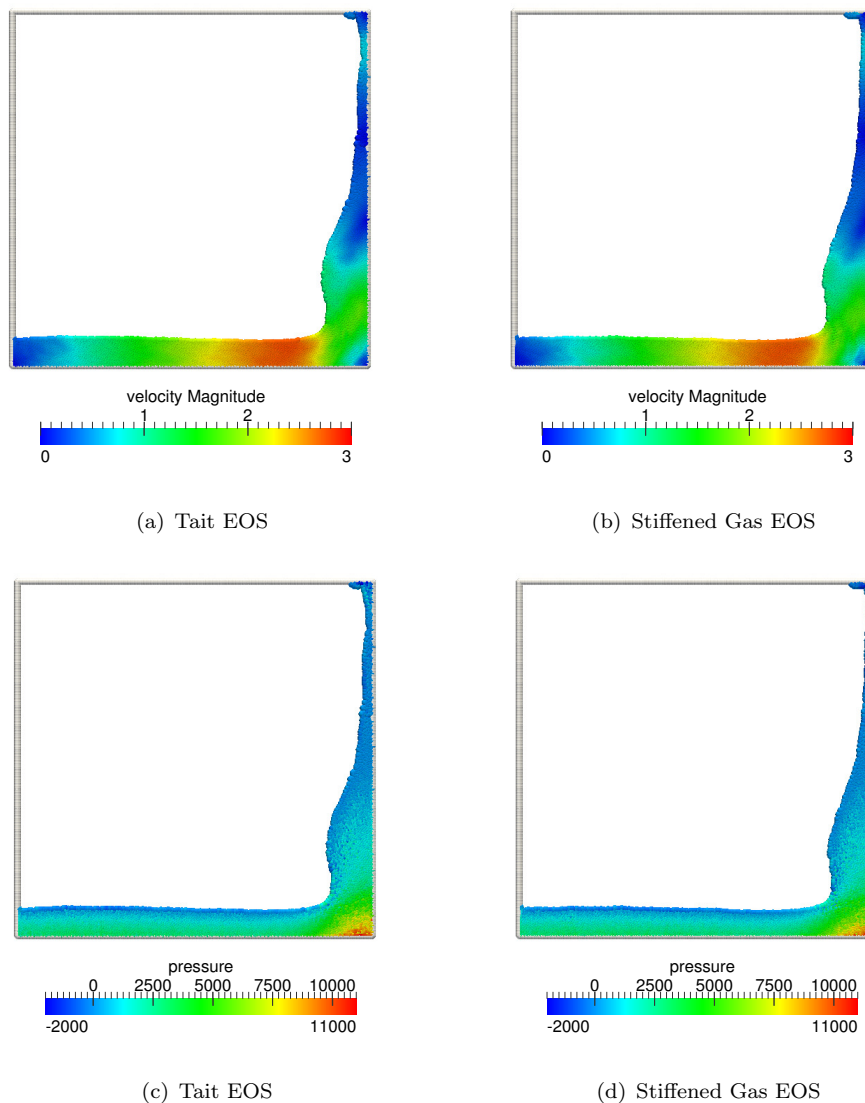 velocity Magnitude
1 2
0 3
velocity Magnitude
1 2
0 3
(a) Tait EOS
(b) Stiffened Gas EOS
pressure
0 2500 5000 7500 10000
-2000 11000
pressure
0 2500 5000 7500 10000
-2000 11000
(c) Tait EOS
(d) Stiffened Gas EOS